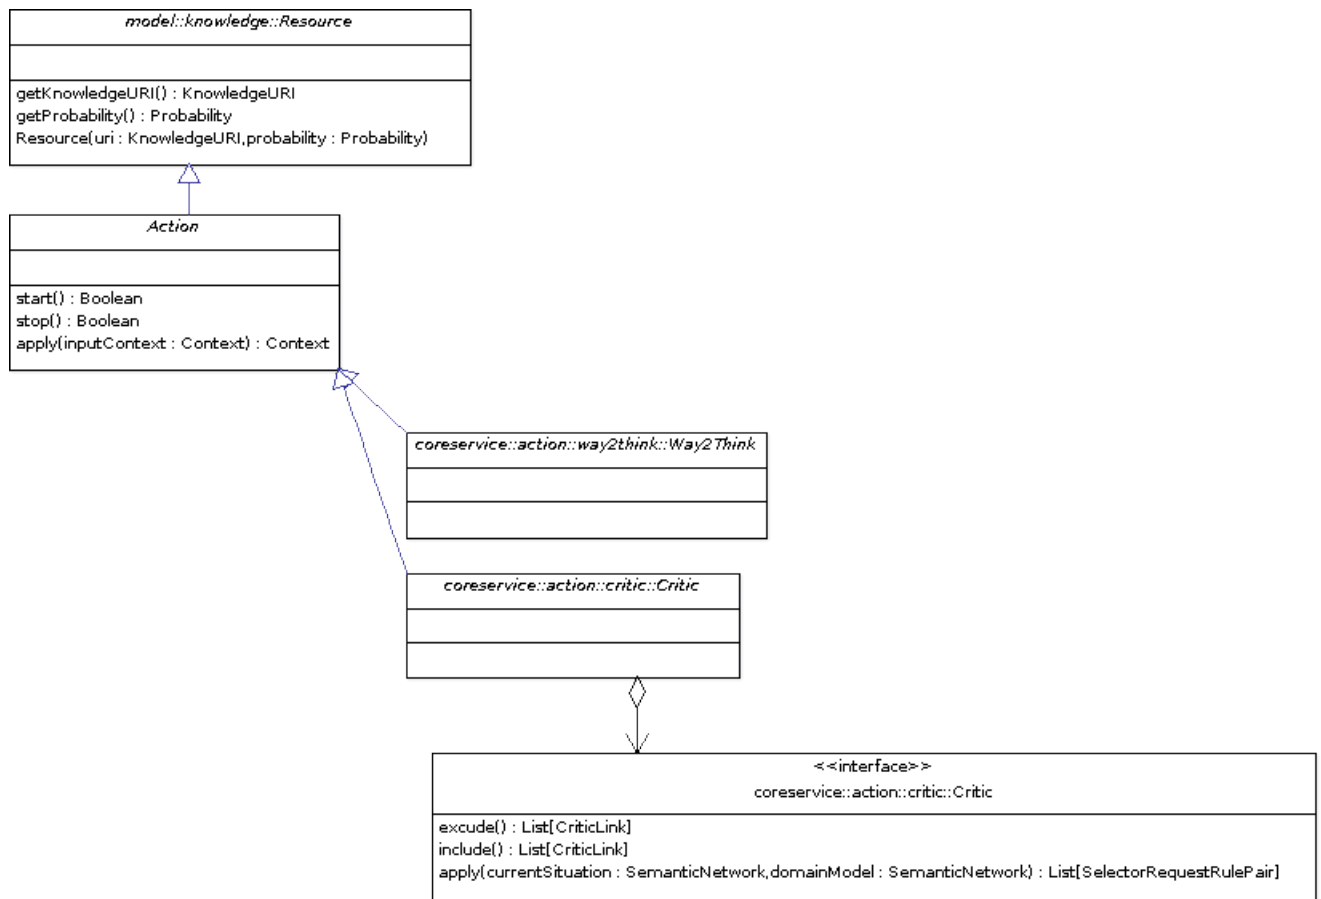 model::knowledge::Resource
getKnowledgeURI() : KnowledgeURI
getProbability() : Probability
Resource(uri : KnowledgeURI,probability : Probability)
Action
start() : Boolean
stop() : Boolean
apply(inputContext : Context) : Context
coreservice::action::way2think::Way2Think
coreservice::action::critic::Critic
<<interface>>
coreservice::action::critic::Critic
excude() : List[CriticLink]
include() : List[CriticLink]
apply(currentSituation : SemanticNetwork,domainModel : SemanticNetwork) : List[SelectorRequestRulePair]